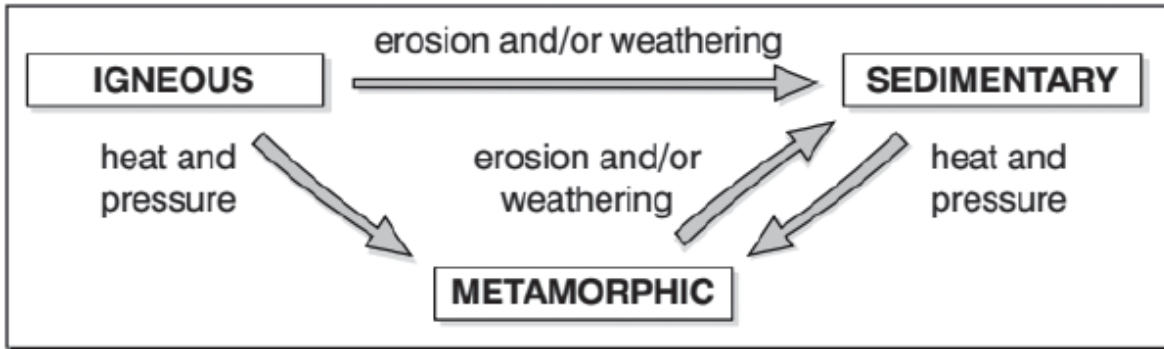 erosion and/or weathering
IGNEOUS
SEDIMENTARY
heat and
pressure
erosion and/or
weathering
heat and
pressure
METAMORPHIC